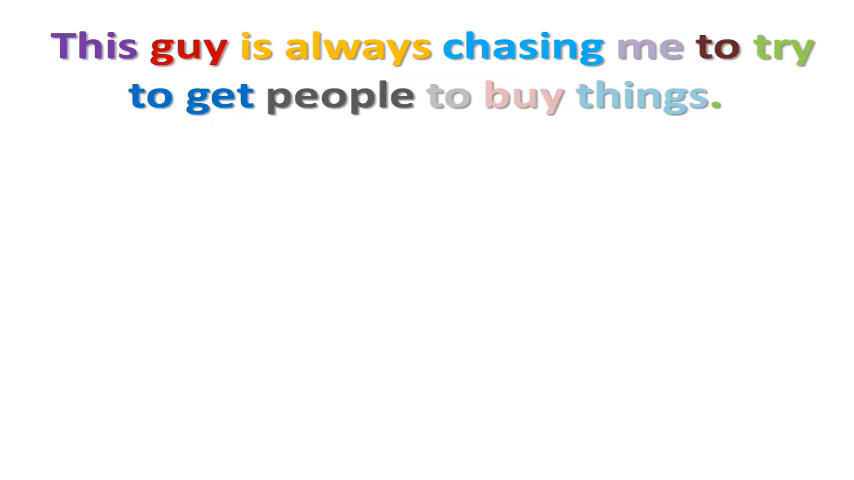 This guy is always chasing me to try
to get people to buy things.